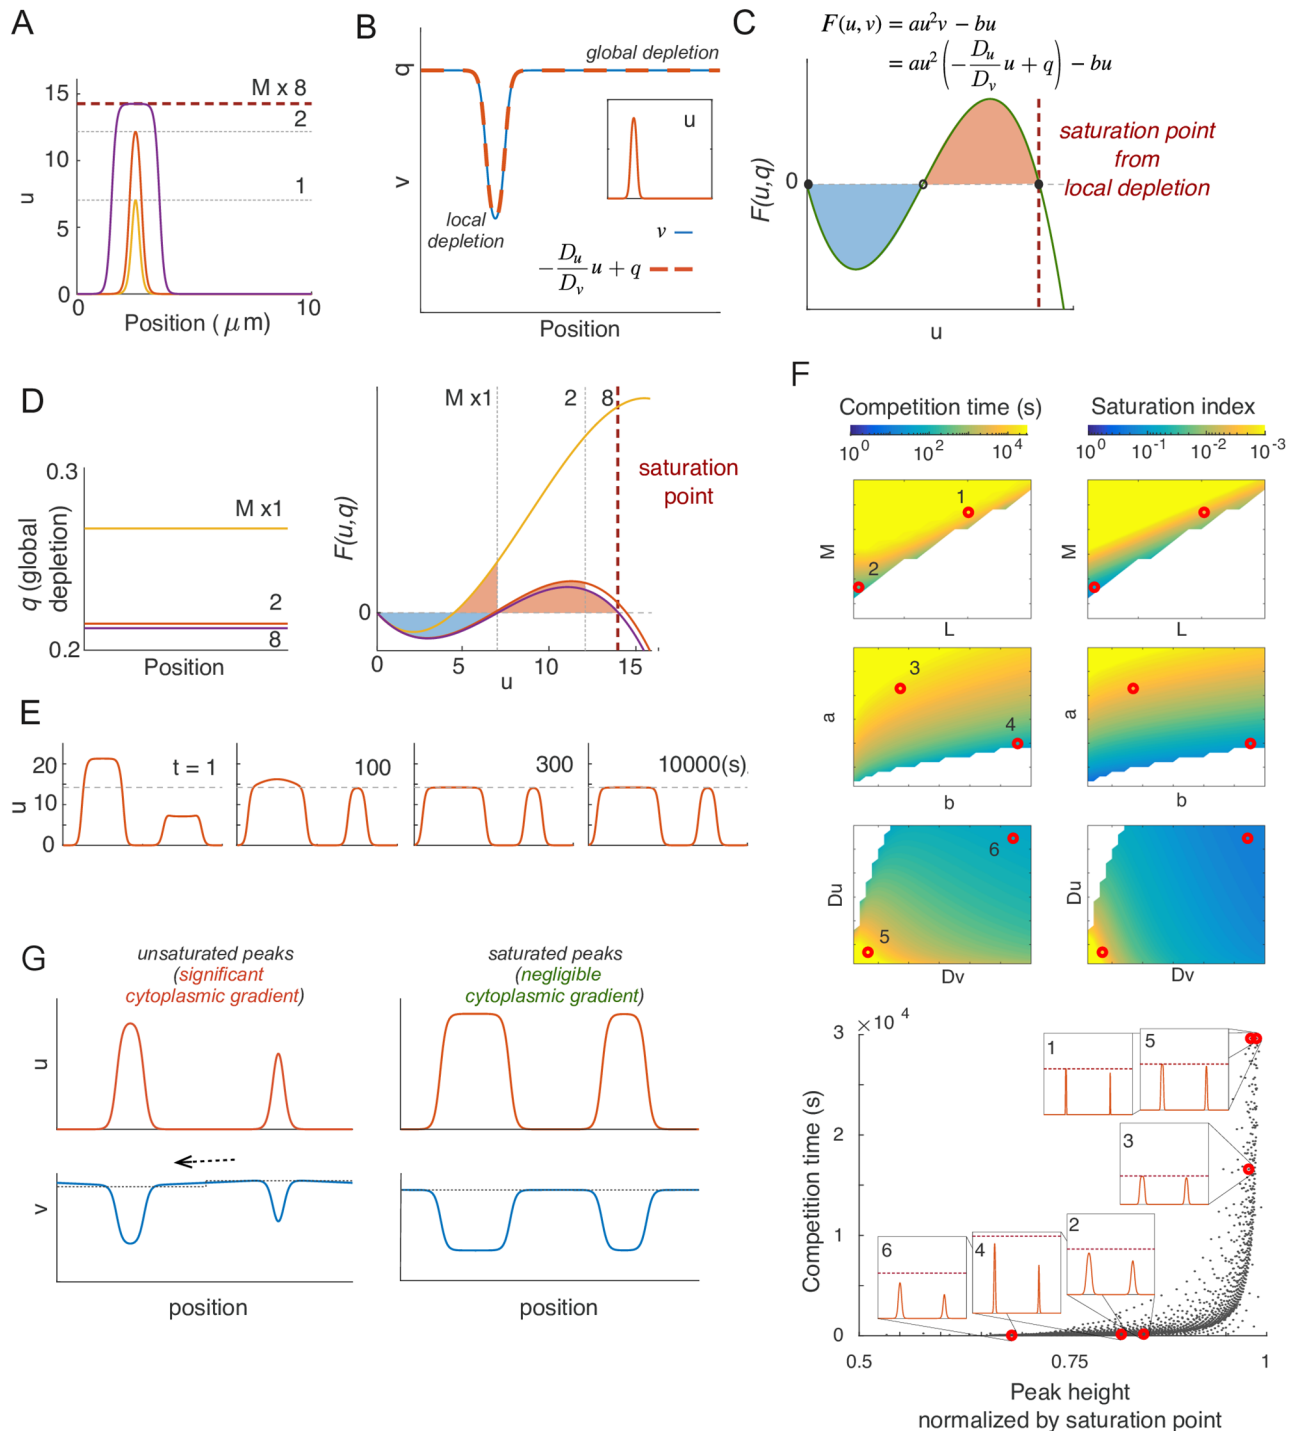 A
15
10
5
0
u
M x 8
2
1
0
10
Position ( μm)
B
q
v
global depletion
u
local
depletion
v
−Du/Dv u + q
Position
C
F(u, v) = au²v − bu
= au² (−Du/Dv u + q) − bu
0
F(u,q)
u
saturation point
from
local depletion
D
0.3
0.2
q (global
depletion)
M x1
2
8
Position
F(u,q)
0
M x1
2
8
saturation
point
0
5
10
15
u
E
u
20
10
0
t = 1
100
300
10000(s)
F
Competition time (s)
10⁰
10²
10⁴
Saturation index
10⁰
10⁻¹
10⁻²
10⁻³
M
1
2
L
M
L
a
3
4
b
a
b
Du
6
5
Dv
Du
Dv
×10 4
3
2
1
0
Competition time (s)
1
5
3
2
4
6
0.5
0.75
1
Peak height
normalized by saturation point
G
unsaturated peaks
(significant
cytoplasmic gradient)
saturated peaks
(negligible
cytoplasmic gradient)
u
v
position
position